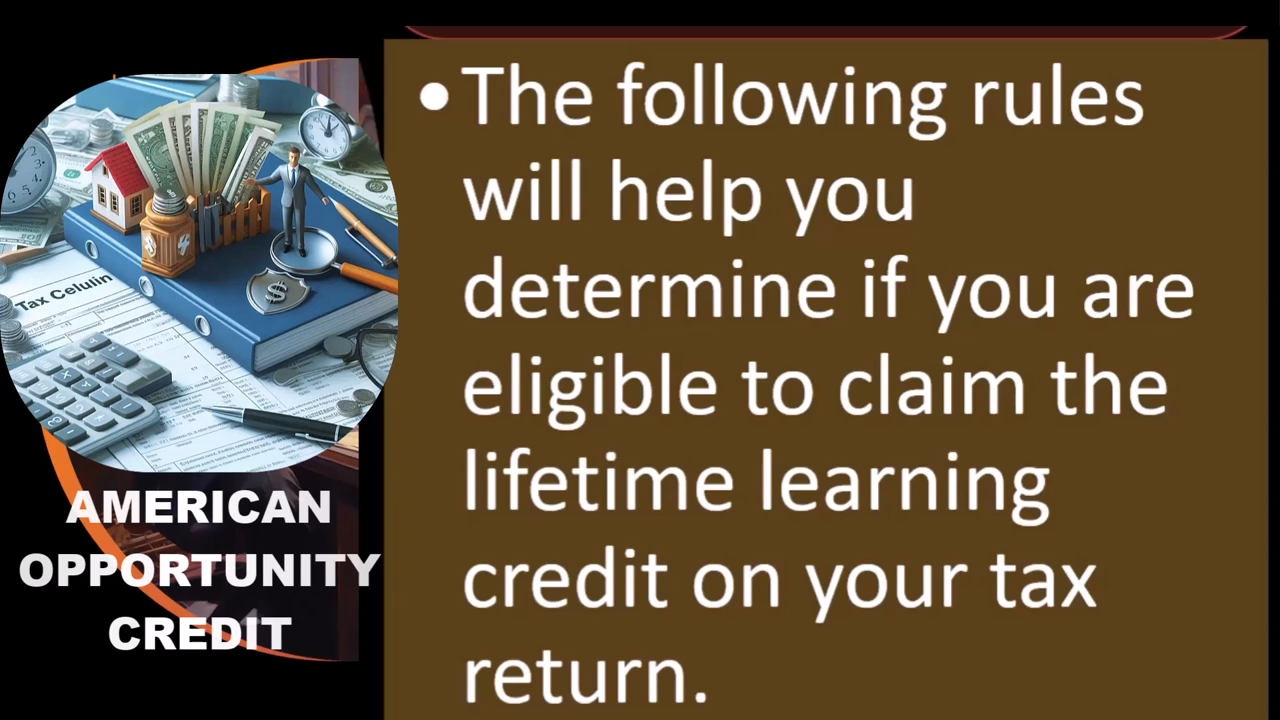 • The following rules
will help you
determine if you are
eligible to claim the
lifetime learning
credit on your tax
return.
Tax Celuiin
AMERICAN
OPPORTUNITY
CREDIT